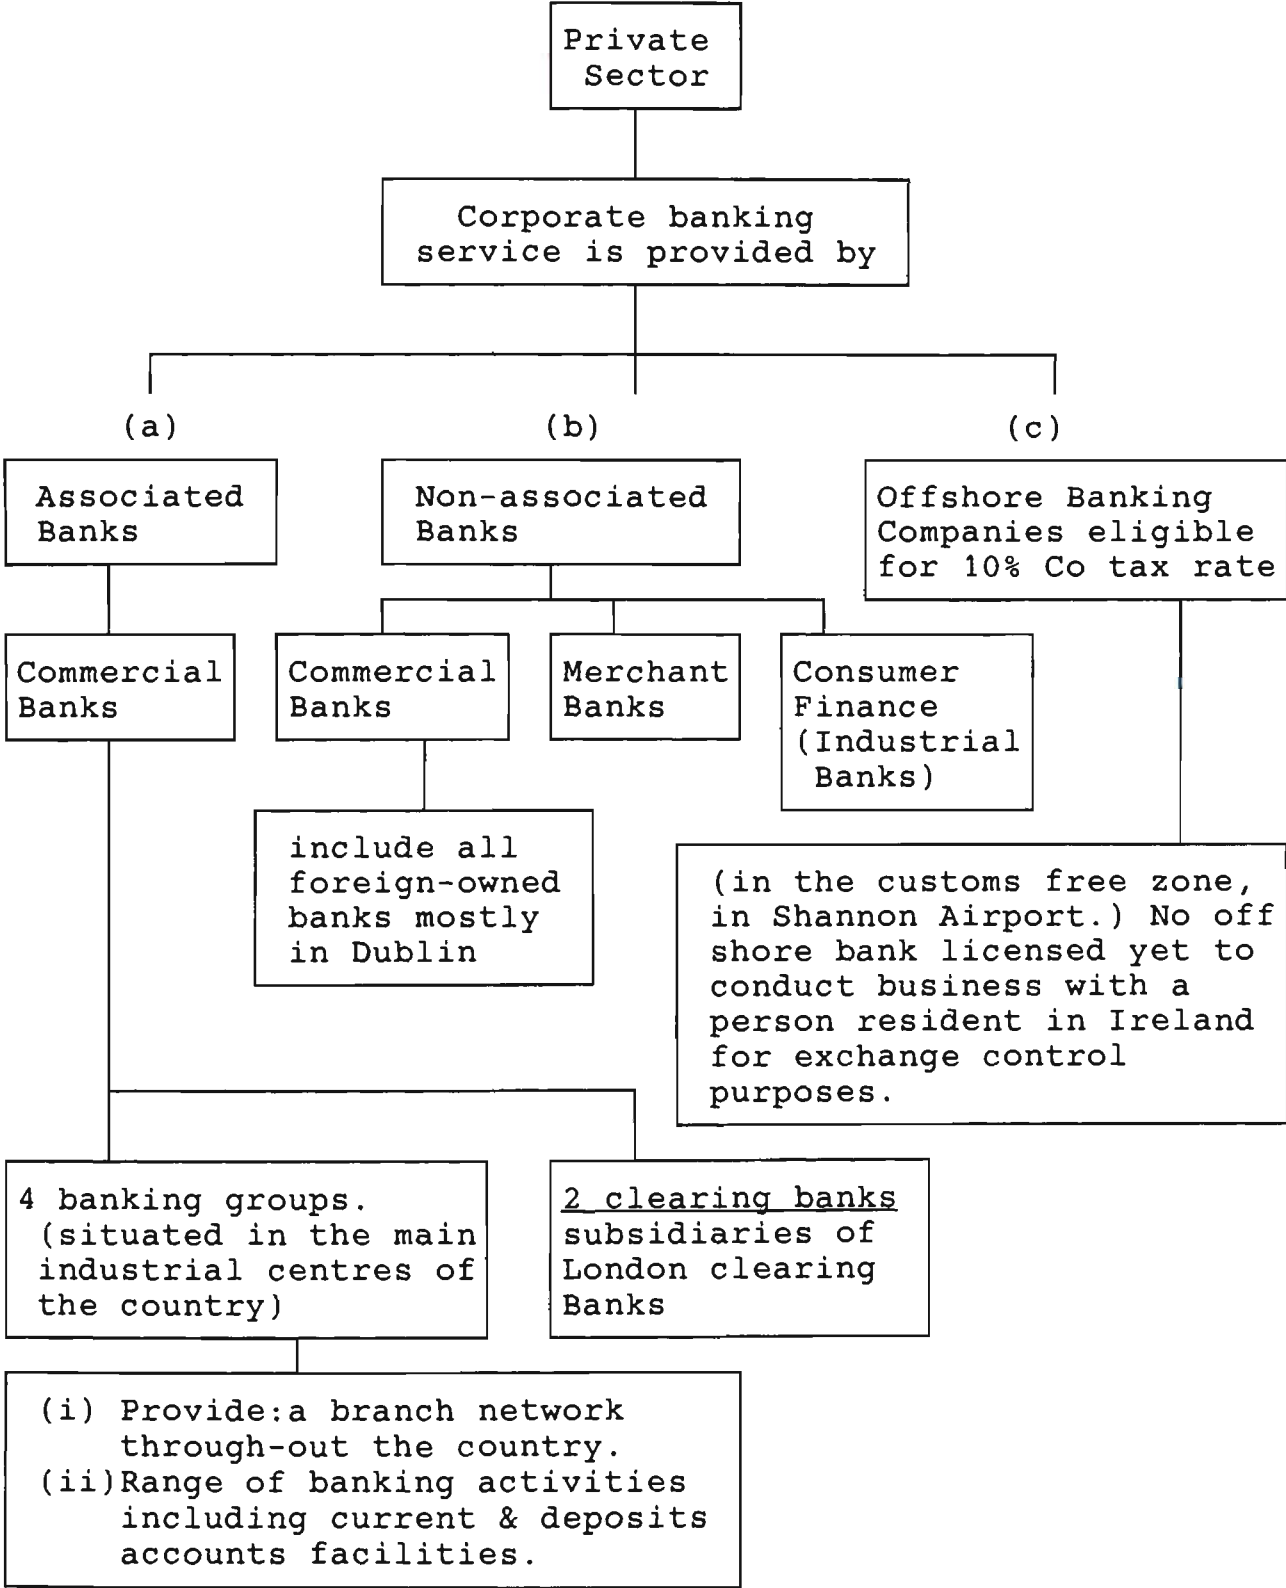 Private
Sector
Corporate banking
service is provided by
(a)
(b)
(c)
Associated
Banks
Non-associated
Banks
Offshore Banking
Companies eligible
for 10% Co tax rate
Commercial
Banks
Commercial
Banks
Merchant
Banks
Consumer
Finance
(Industrial
Banks)
include all
foreign-owned
banks mostly
in Dublin
(in the customs free zone,
in Shannon Airport.) No off
shore bank licensed yet to
conduct business with a
person resident in Ireland
for exchange control
purposes.
4 banking groups.
(situated in the main
industrial centres of
the country)
2 clearing banks
subsidiaries of
London clearing
Banks
(i) Provide:a branch network
through-out the country.
(ii)Range of banking activities
including current & deposits
accounts facilities.